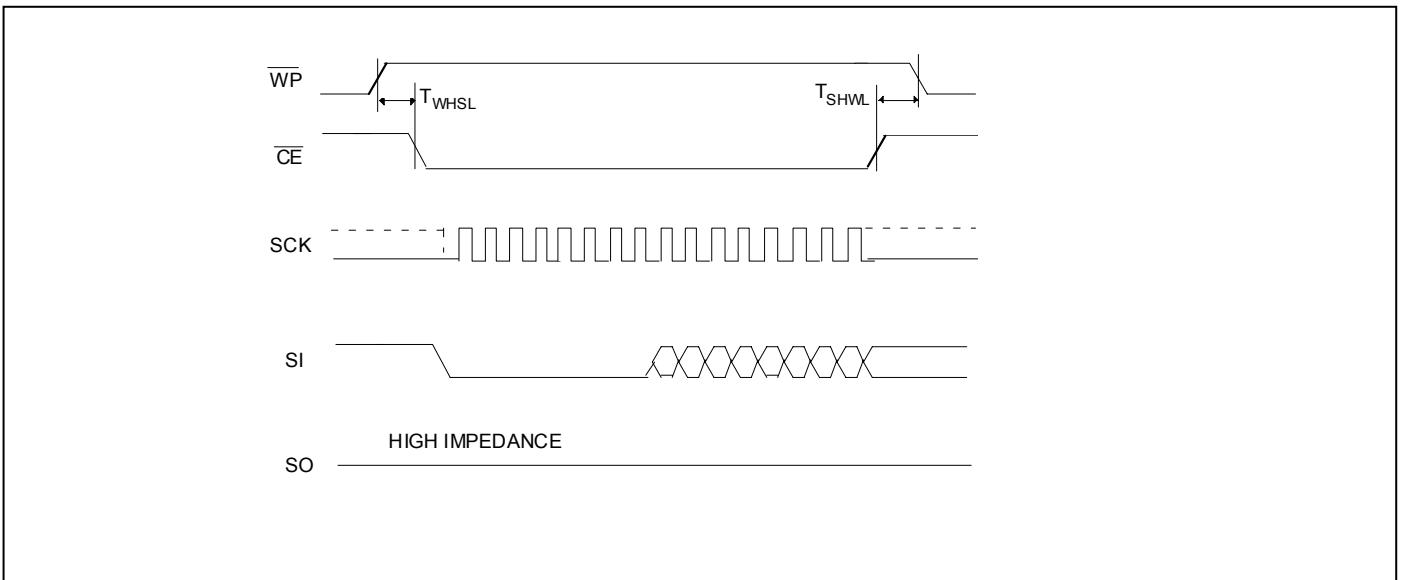 WP
T_WHSL
T_SHWL
CE
SCK
SI
HIGH IMPEDANCE
SO